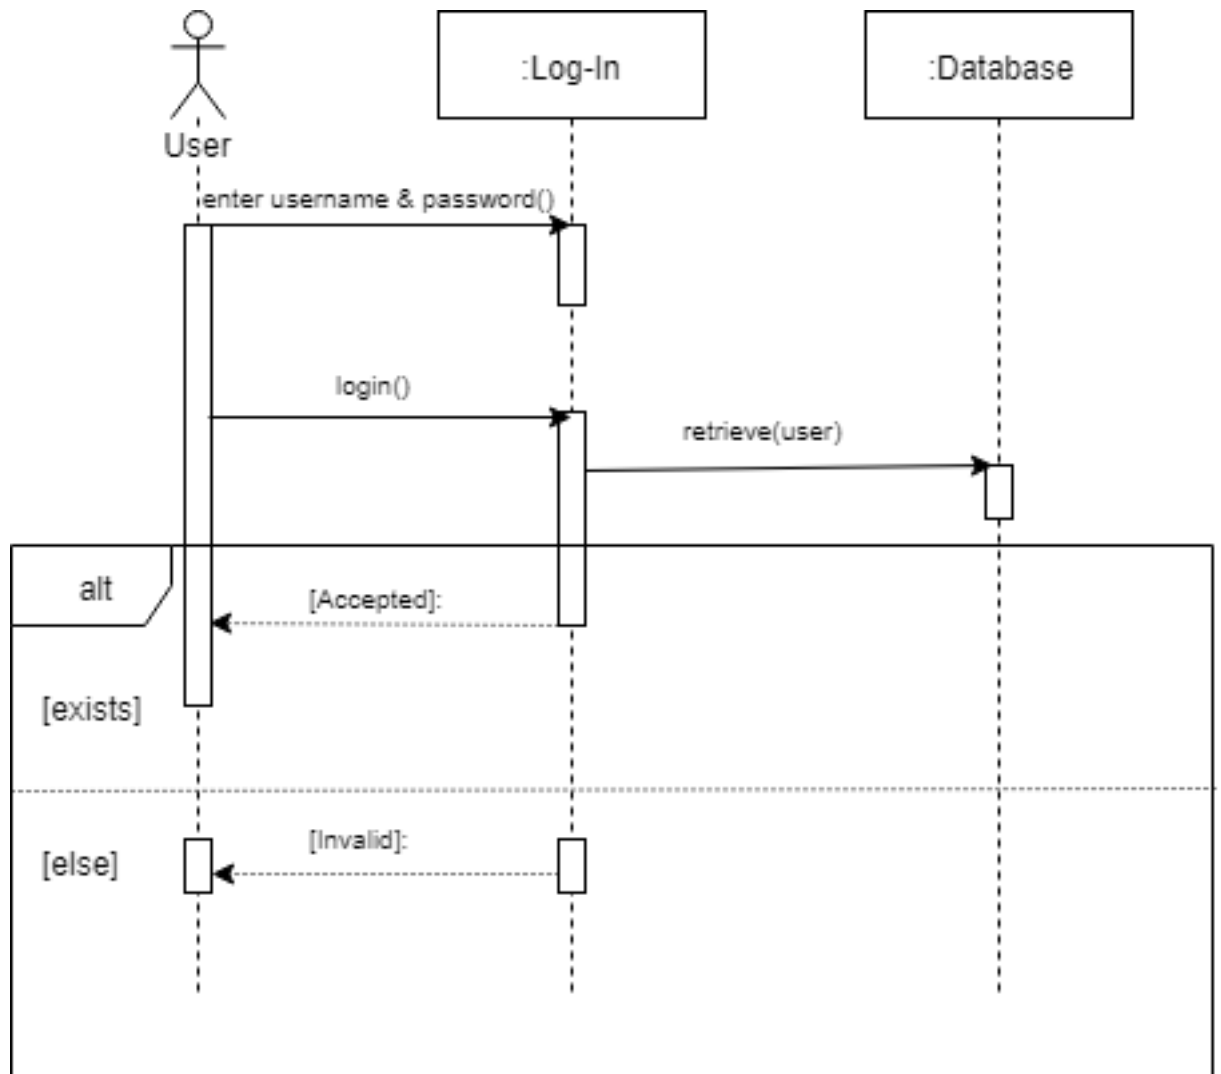 :Log-In
:Database
User
enter username & password()
login()
retrieve(user)
alt
[Accepted]:
[exists]
[Invalid]:
[else]